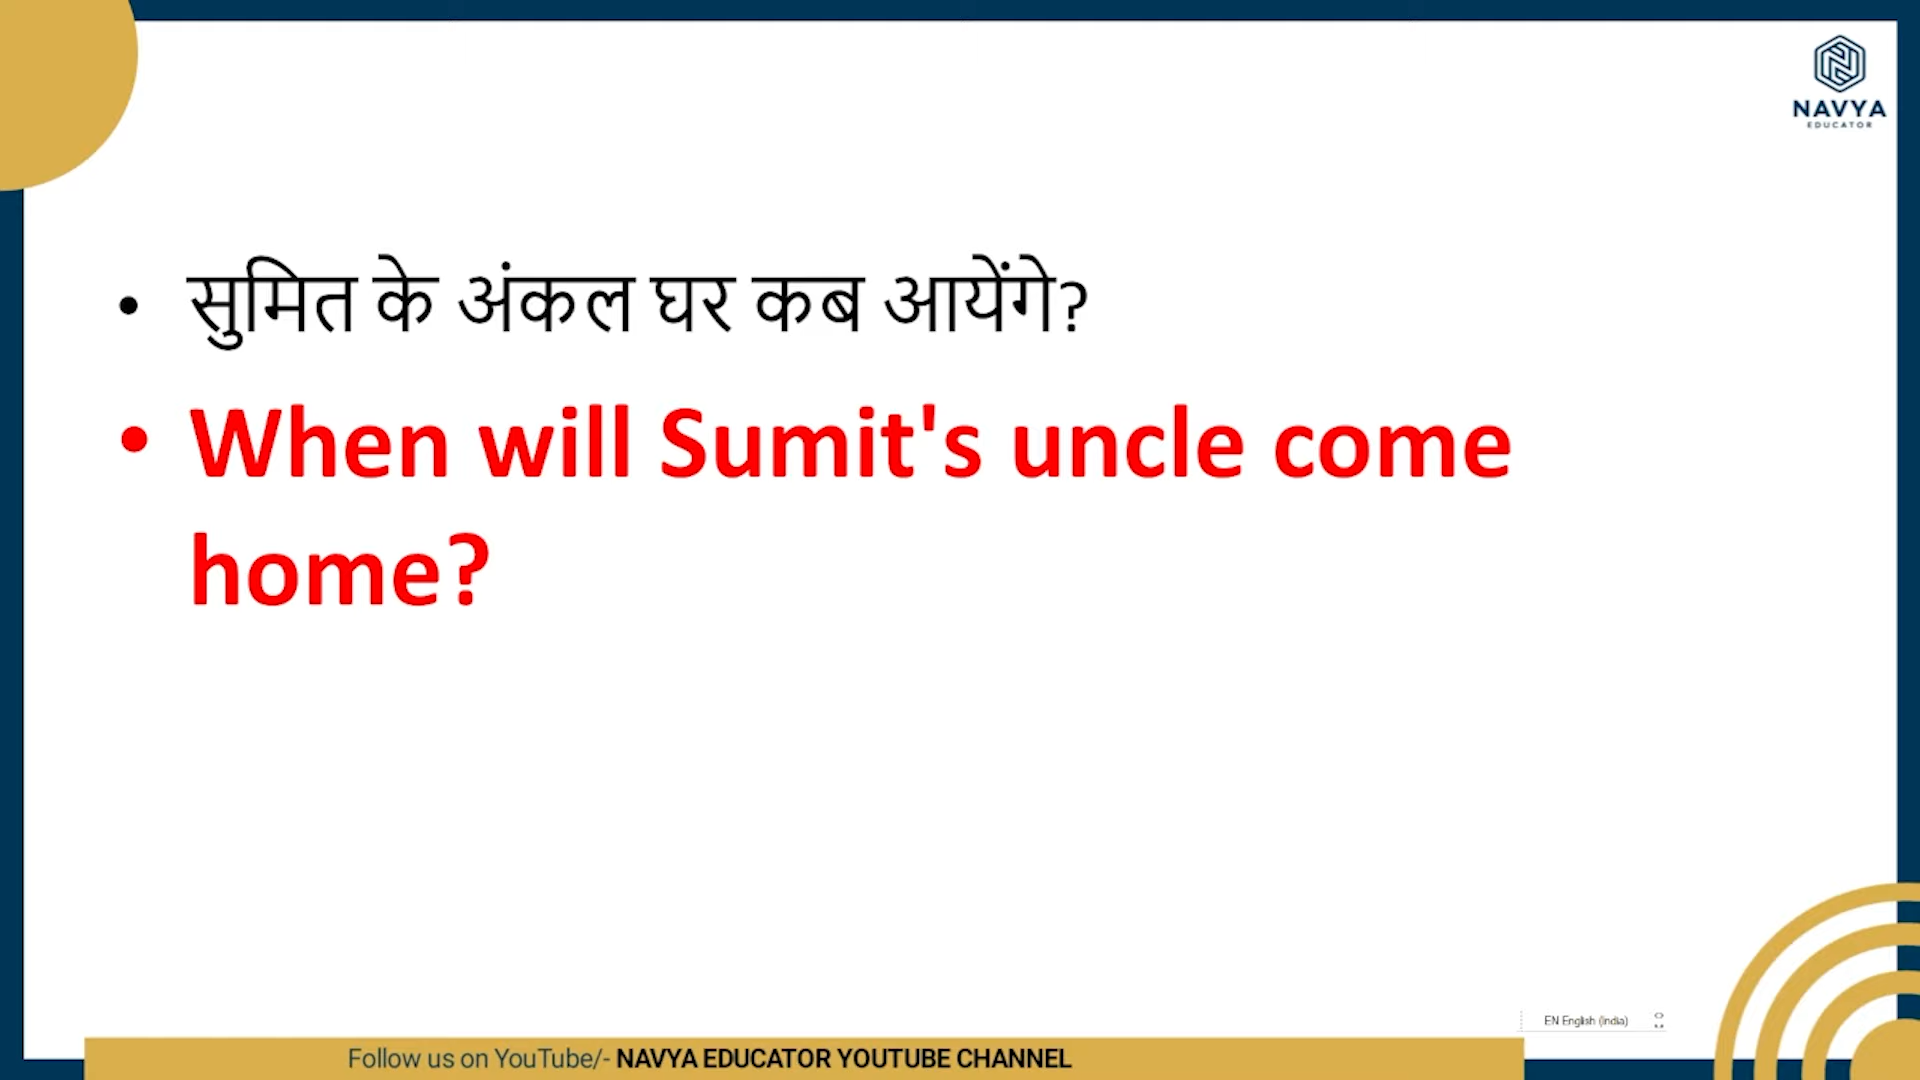 NAVYA
EDUCATOR
• सुमित के अंकल घर कब आयेंगे?
• When will Sumit's uncle come
home?
EN English (India)
Follow us on YouTube/- NAVYA EDUCATOR YOUTUBE CHANNEL